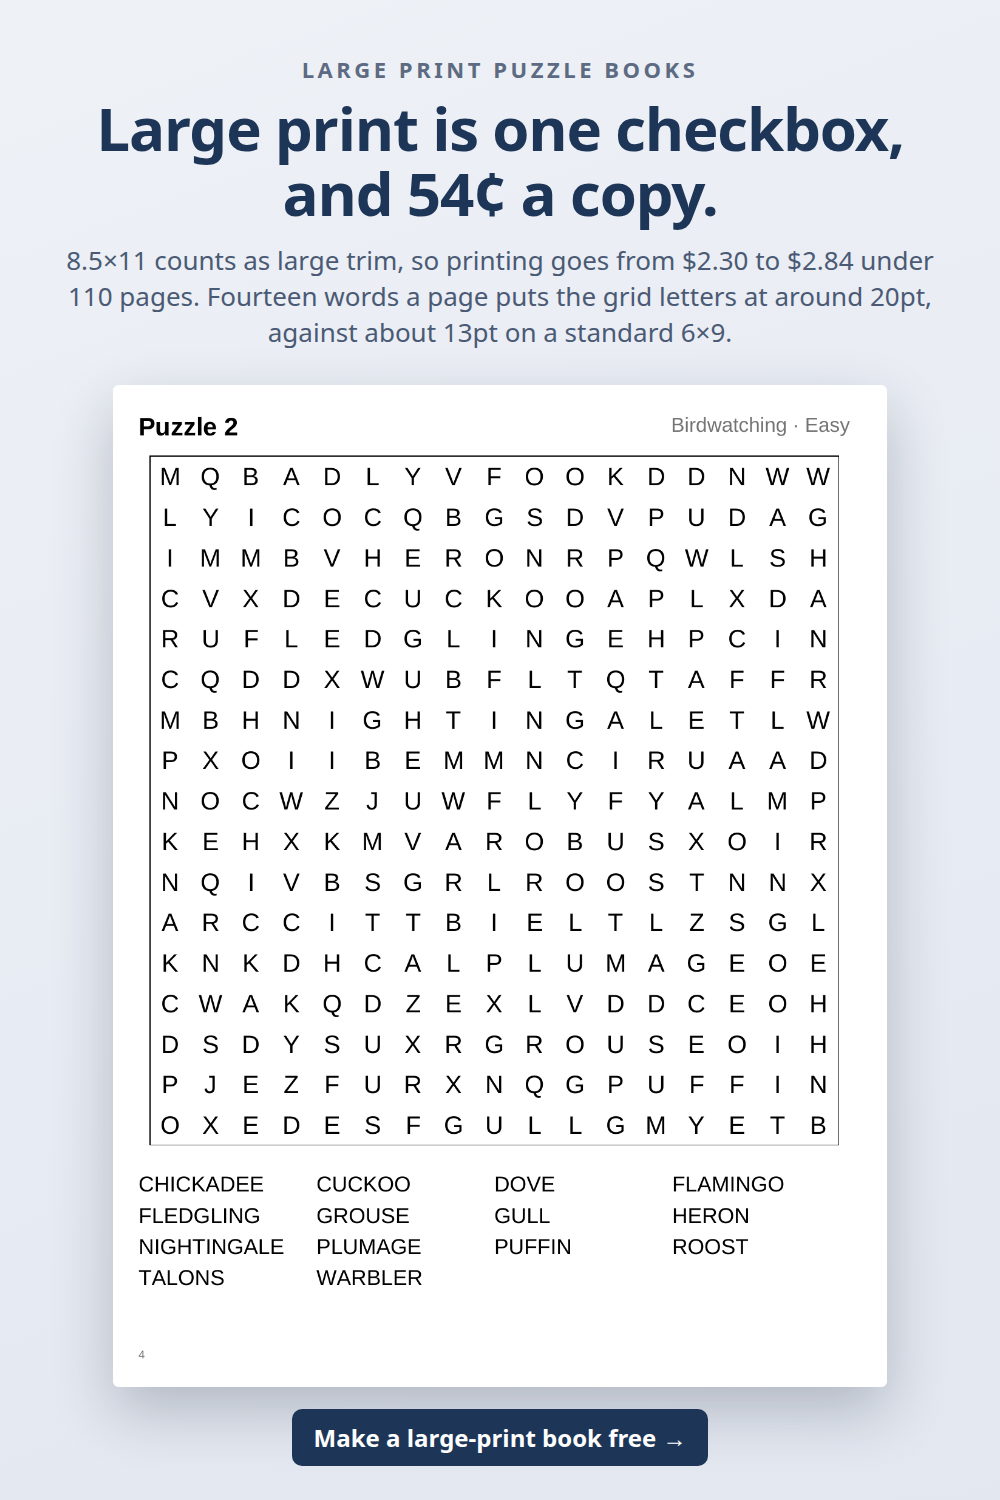 LARGE PRINT PUZZLE BOOKS
Large print is one checkbox,
and 54¢ a copy.
8.5×11 counts as large trim, so printing goes from $2.30 to $2.84 under
110 pages. Fourteen words a page puts the grid letters at around 20pt,
against about 13pt on a standard 6×9.
Puzzle 2 Birdwatching · Easy
M Q B A D L Y V F O O K D D N W W
L Y I C O C Q B G S D V P U D A G
I M M B V H E R O N R P Q W L S H
C V X D E C U C K O O A P L X D A
R U F L E D G L I N G E H P C I N
C Q D D X W U B F L T Q T A F F R
M B H N I G H T I N G A L E T L W
P X O I I B E M M N C I R U A A D
N O C W Z J U W F L Y F Y A L M P
K E H X K M V A R O B U S X O I R
N Q I V B S G R L R O O S T N N X
A R C C I T T B I E L T L Z S G L
K N K D H C A L P L U M A G E O E
C W A K Q D Z E X L V D D C E O H
D S D Y S U X R G R O U S E O I H
P J E Z F U R X N Q G P U F F I N
O X E D E S F G U L L G M Y E T B
CHICKADEE CUCKOO DOVE FLAMINGO
FLEDGLING GROUSE GULL HERON
NIGHTINGALE PLUMAGE PUFFIN ROOST
TALONS WARBLER
4
Make a large-print book free →